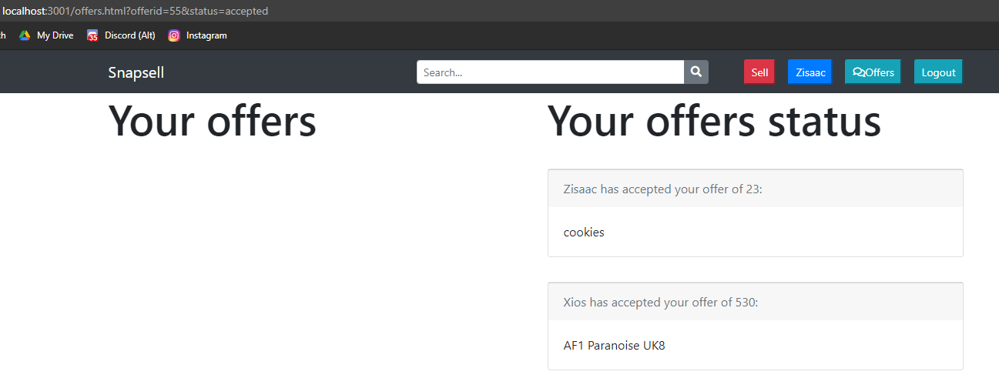 localhost:3001/offers.html?offerid=55&status=accepted
My Drive Discord (Alt) Instagram
Snapsell Search... Sell Zisaac Offers Logout
Your offers
Your offers status
Zisaac has accepted your offer of 23:
cookies
Xios has accepted your offer of 530:
AF1 Paranoise UK8